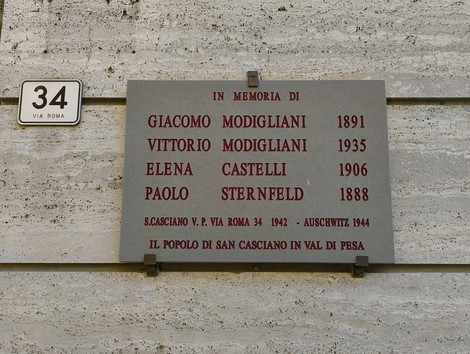 34
VIA ROMA
IN MEMORIA DI
GIACOMO MODIGLIANI 1891
VITTORIO MODIGLIANI 1935
ELENA CASTELLI 1906
PAOLO STERNFELD 1888
S.CASCIANO V. P. VIA ROMA 34 1942 - AUSCHWITZ 1944
IL POPOLO DI SAN CASCIANO IN VAL DI PESA